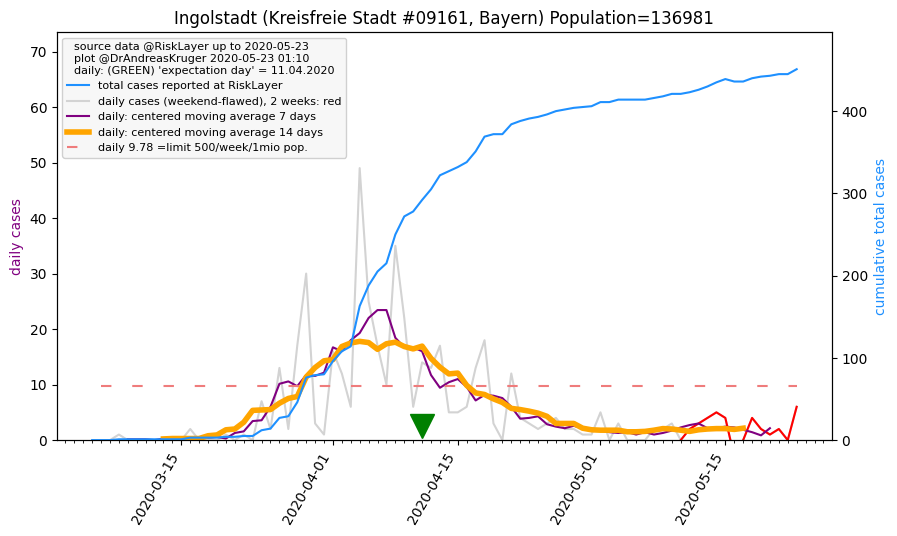 Ingolstadt (Kreisfreie Stadt #09161, Bayern) Population=136981
source data @RiskLayer up to 2020-05-23
plot @DrAndreasKruger 2020-05-23 01:10
daily: (GREEN) 'expectation day' = 11.04.2020
total cases reported at RiskLayer
daily cases (weekend-flawed), 2 weeks: red
daily: centered moving average 7 days
daily: centered moving average 14 days
daily 9.78 =limit 500/week/1mio pop.
daily cases
70
60
50
40
30
20
10
0
cumulative total cases
400
300
200
100
0
2020-03-15
2020-04-01
2020-04-15
2020-05-01
2020-05-15